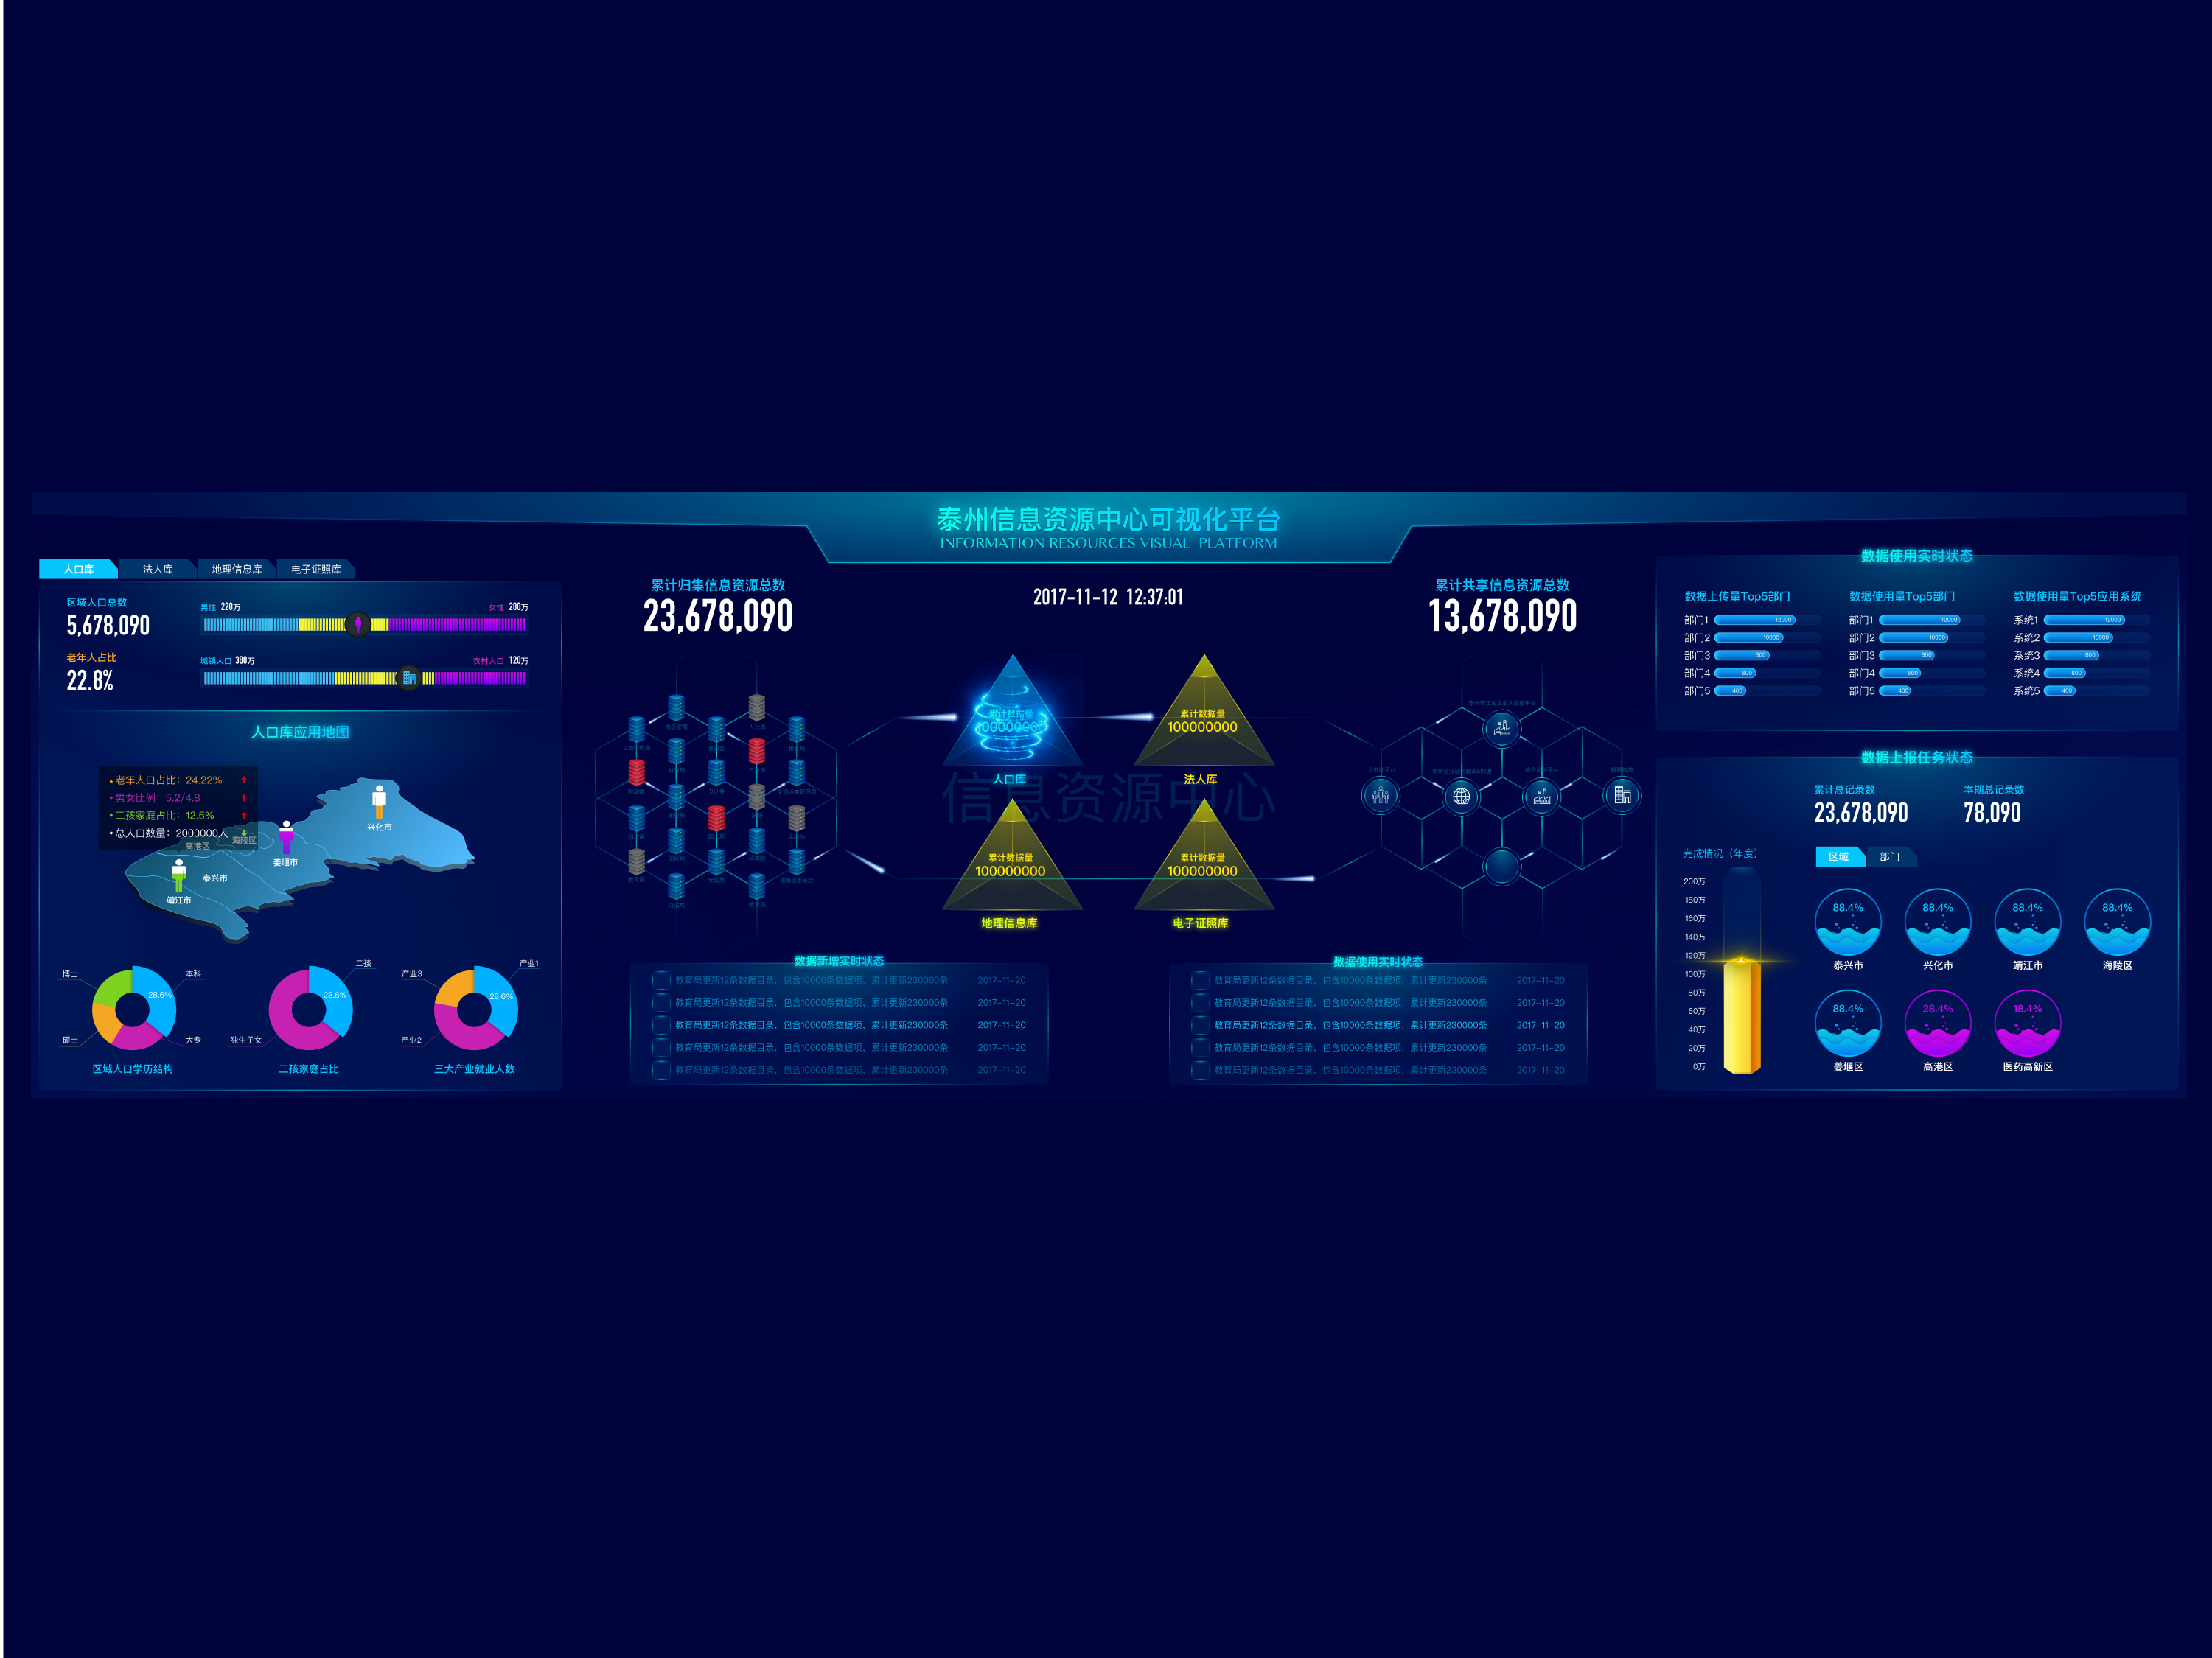 泰州信息资源中心可视化平台
INFORMATION RESOURCES VISUAL PLATFORM
人口库
法人库
地理信息库
电子证照库
区域人口总数
5,678,090
男性 220万
女性 280万
老年人占比
22.8%
城镇人口 380万
农村人口 120万
人口库应用地图
• 老年人口占比：24.22%
• 男女比例：5.2/4.8
• 二孩家庭占比：12.5%
• 总人口数量：2000000人
高港区
海陵区
兴化市
姜堰市
泰兴市
靖江市
博士
本科
28.6%
硕士
大专
区域人口学历结构
二孩
28.6%
独生子女
二孩家庭占比
产业3
产业1
28.6%
产业2
三大产业就业人数
累计归集信息资源总数
23,678,090
2017-11-12 12:37:01
累计共享信息资源总数
13,678,090
信息资源中心
累计数据量
100000000
人口库
累计数据量
100000000
法人库
累计数据量
100000000
地理信息库
累计数据量
100000000
电子证照库
泰州市工业企业大数据平台
数据新增实时状态
教育局更新12条数据目录，包含10000条数据项，累计更新230000条 2017-11-20
教育局更新12条数据目录，包含10000条数据项，累计更新230000条 2017-11-20
教育局更新12条数据目录，包含10000条数据项，累计更新230000条 2017-11-20
教育局更新12条数据目录，包含10000条数据项，累计更新230000条 2017-11-20
教育局更新12条数据目录，包含10000条数据项，累计更新230000条 2017-11-20
数据使用实时状态
教育局更新12条数据目录，包含10000条数据项，累计更新230000条 2017-11-20
教育局更新12条数据目录，包含10000条数据项，累计更新230000条 2017-11-20
教育局更新12条数据目录，包含10000条数据项，累计更新230000条 2017-11-20
教育局更新12条数据目录，包含10000条数据项，累计更新230000条 2017-11-20
教育局更新12条数据目录，包含10000条数据项，累计更新230000条 2017-11-20
数据使用实时状态
数据上传量Top5部门
部门1 12000
部门2 10000
部门3 800
部门4 600
部门5 400
数据使用量Top5部门
部门1 12000
部门2 10000
部门3 800
部门4 600
部门5 400
数据使用量Top5应用系统
系统1 12000
系统2 10000
系统3 800
系统4 600
系统5 400
数据上报任务状态
累计总记录数
23,678,090
本期总记录数
78,090
完成情况（年度）
200万
180万
160万
140万
120万
100万
80万
60万
40万
20万
0万
区域
部门
88.4%
泰兴市
88.4%
兴化市
88.4%
靖江市
88.4%
海陵区
88.4%
姜堰区
28.4%
高港区
18.4%
医药高新区